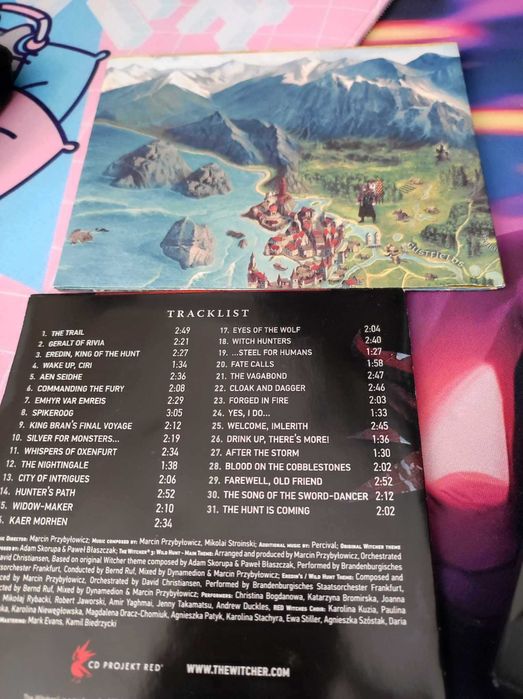 TRACKLIST
1. THE TRAIL 2:49
2. GERALT OF RIVIA 2:21
3. EREDIN, KING OF THE HUNT 2:27
4. WAKE UP, CIRI 1:34
5. AEN SEIDHE 2:36
6. COMMANDING THE FURY 2:08
7. EMHYR VAR EMREIS 2:29
8. SPIKEROOG 3:05
9. KING BRAN'S FINAL VOYAGE 2:12
10. SILVER FOR MONSTERS... 2:19
11. WHISPERS OF OXENFURT 2:34
12. THE NIGHTINGALE 1:38
13. CITY OF INTRIGUES 2:06
14. HUNTER'S PATH 2:52
15. WIDOW-MAKER 2:10
. KAER MORHEN 2:34
17. EYES OF THE WOLF 2:04
18. WITCH HUNTERS 2:40
19. ...STEEL FOR HUMANS 1:27
20. FATE CALLS 1:58
21. THE VAGABOND 2:47
22. CLOAK AND DAGGER 2:46
23. FORGED IN FIRE 2:03
24. YES, I DO... 1:33
25. WELCOME, IMLERITH 2:45
26. DRINK UP, THERE'S MORE! 1:36
27. AFTER THE STORM 1:30
28. BLOOD ON THE COBBLESTONES 2:02
29. FAREWELL, OLD FRIEND 2:52
30. THE SONG OF THE SWORD-DANCER 2:12
31. THE HUNT IS COMING 2:02
Director: Marcin Przybyłowicz; Music composed by: Marcin Przybyłowicz, Mikolai Stroinski; Additional music by: Percival; Original Witcher theme
by: Adam Skorupa & Paweł Błaszczak; The Witcher 3: Wild Hunt - Main Theme: Arranged and produced by Marcin Przybyłowicz, Orchestrated
David Christiansen, Based on original Witcher theme composed by Adam Skorupa & Paweł Błaszczak, Performed by Brandenburgisches
Staatsorchester Frankfurt, Conducted by Bernd Ruf, Mixed by Dynamedion & Marcin Przybyłowicz; Eredin's / Wild Hunt Theme: Composed and
ced by Marcin Przybyłowicz, Orchestrated by David Christiansen, Performed by Brandenburgisches Staatsorchester Frankfurt,
cted by Bernd Ruf, Mixed by Dynamedion & Marcin Przybyłowicz; Performers: Christina Bogdanowa, Katarzyna Bromirska, Joanna
Mikołaj Rybacki, Robert Jaworski, Amir Yaghmai, Jenny Takamatsu, Andrew Duckles, RED Witches Choir: Karolina Kuzia, Paulina
ka, Karolina Niewęgłowska, Magdalena Dracz-Chomiuk, Agnieszka Patyk, Karolina Stachyra, Ewa Stiller, Agnieszka Szóstak, Daria
Mastering: Mark Evans, Kamil Biedrzycki
CD PROJEKT RED®
WWW.THEWITCHER.COM